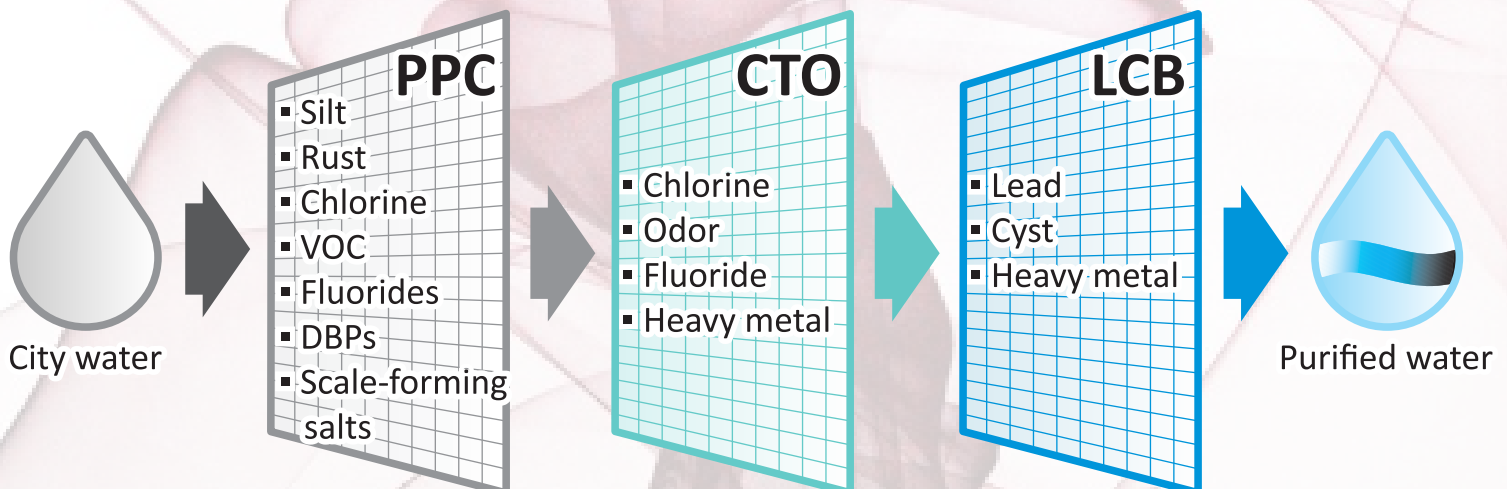 PPC
▪ Silt
▪ Rust
▪ Chlorine
▪ VOC
▪ Fluorides
▪ DBPs
▪ Scale-forming
salts
CTO
▪ Chlorine
▪ Odor
▪ Fluoride
▪ Heavy metal
LCB
▪ Lead
▪ Cyst
▪ Heavy metal
City water
Purified water